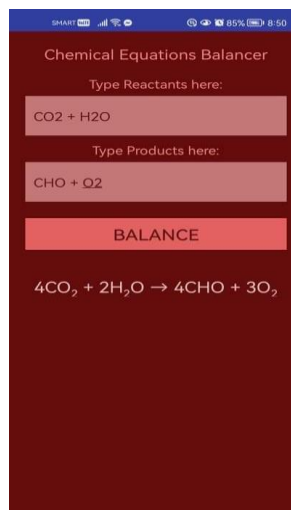 SMART 85% 8:50
Chemical Equations Balancer
Type Reactants here:
CO2 + H2O
Type Products here:
CHO + O2
BALANCE
4CO₂ + 2H₂O → 4CHO + 3O₂